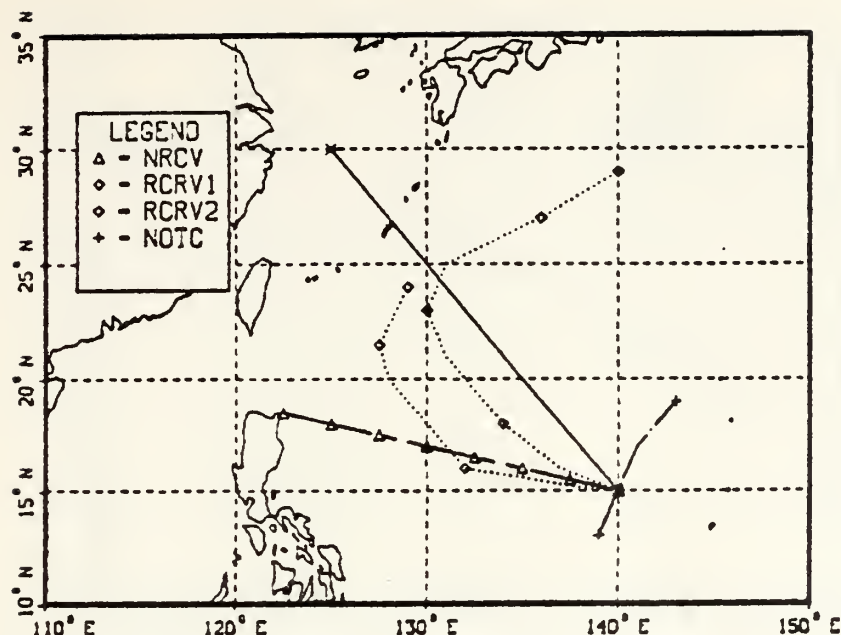 35° N
30° N
25° N
20° N
15° N
10° N
LEGEND
△ - NRCV
◇ - RCRV1
◇ - RCRV2
+ - NOTC
110° E
120° E
130° E
140° E
150° E